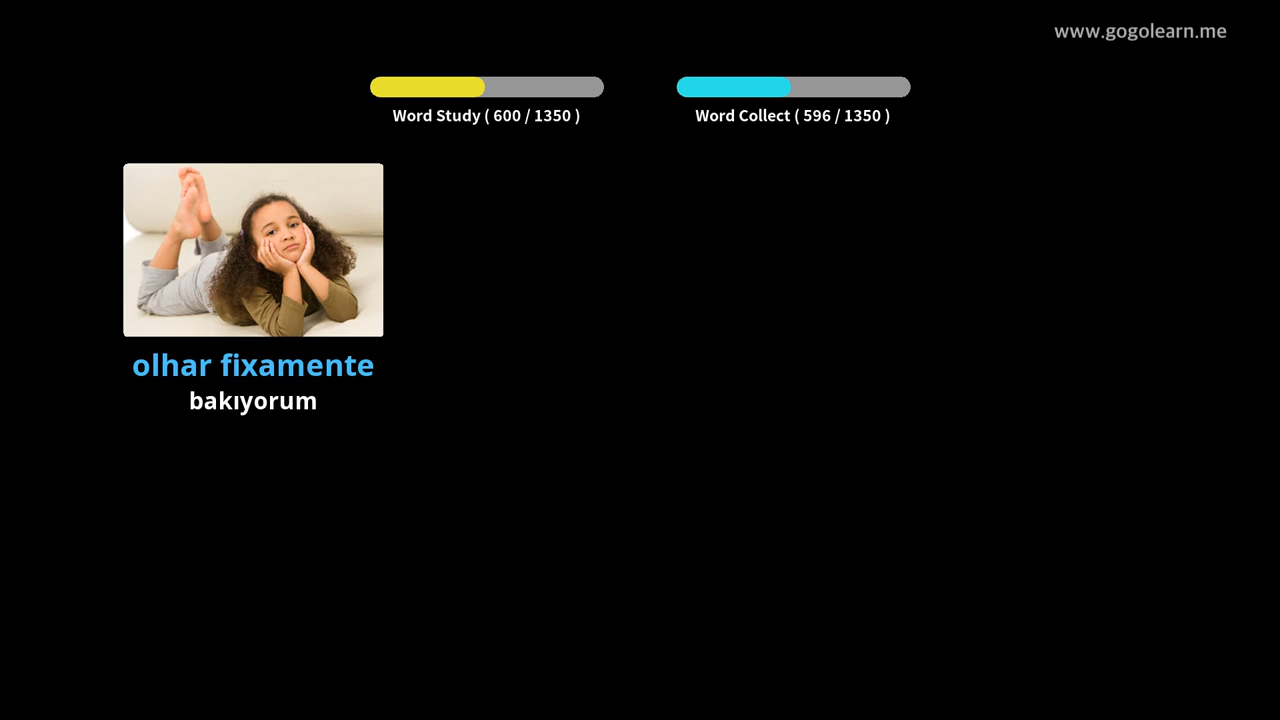 www.gogolearn.me
Word Study ( 600 / 1350 )
Word Collect ( 596 / 1350 )
olhar fixamente
bakıyorum